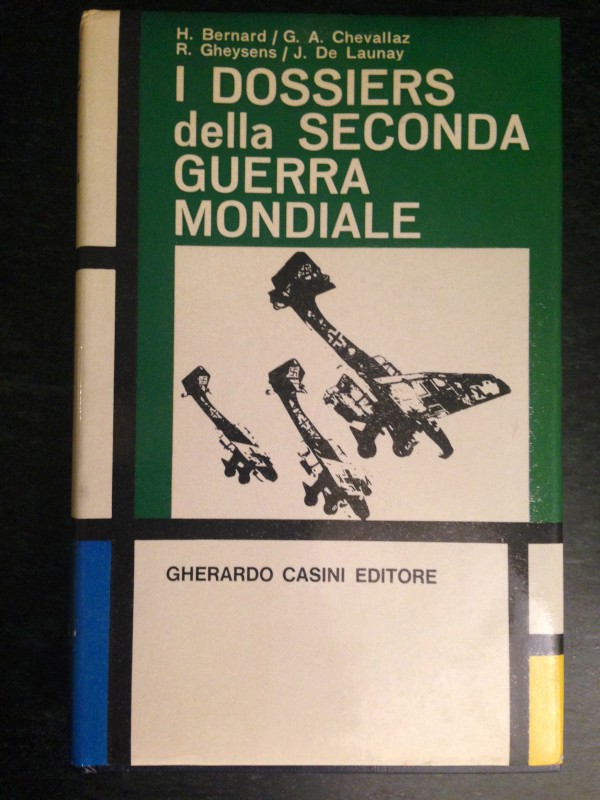 H. Bernard / G. A. Chevallaz
R. Gheysens / J. De Launay
I DOSSIERS
della SECONDA
GUERRA
MONDIALE
GHERARDO CASINI EDITORE